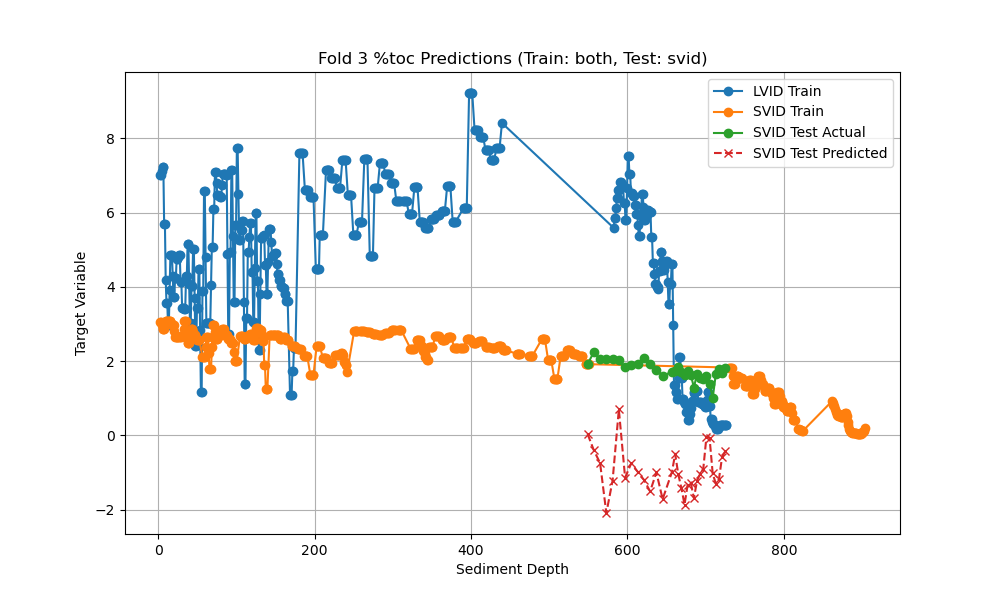 Fold 3 %toc Predictions (Train: both, Test: svid)
LVID Train
SVID Train
SVID Test Actual
SVID Test Predicted
Target Variable
8
6
4
2
0
−2
0 200 400 600 800
Sediment Depth